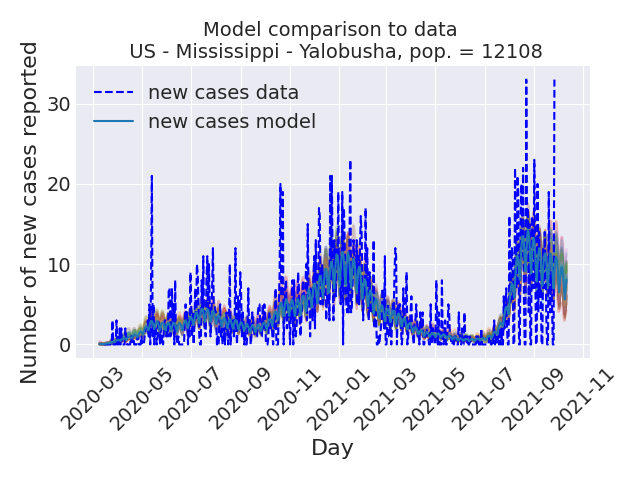 Model comparison to data
US - Mississippi - Yalobusha, pop. = 12108
Number of new cases reported
30
20
10
0
new cases data
new cases model
2020-03
2020-05
2020-07
2020-09
2020-11
2021-01
2021-03
2021-05
2021-07
2021-09
2021-11
Day